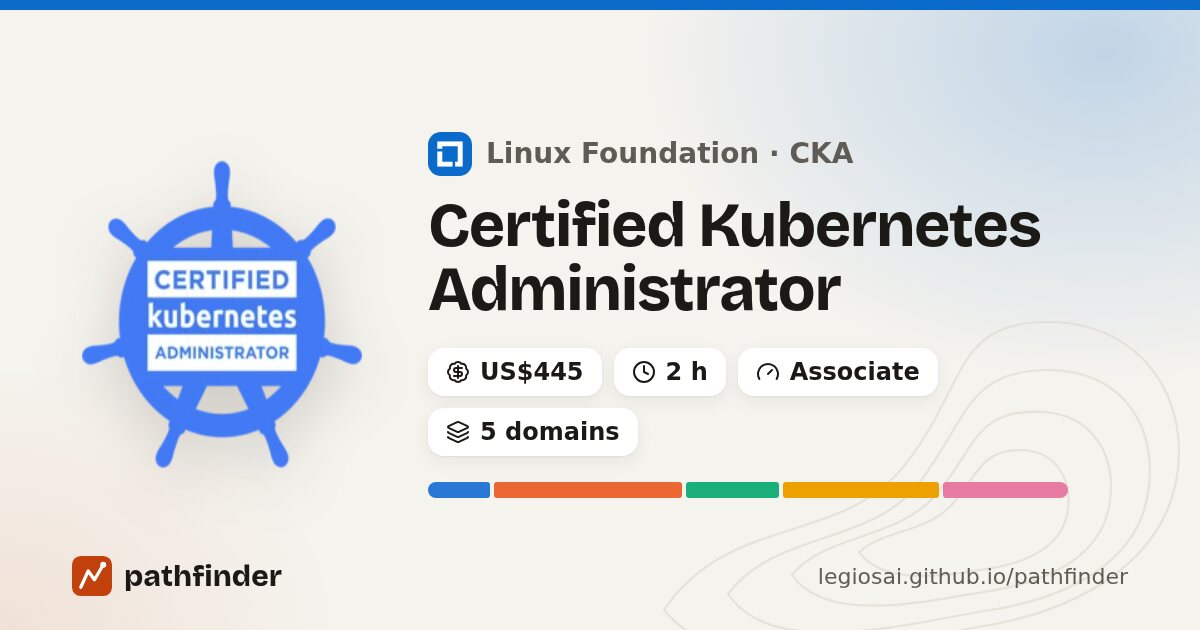 Linux Foundation · CKA
Certified Kubernetes
Administrator
CERTIFIED
kubernetes
ADMINISTRATOR
US$445
2 h
Associate
5 domains
pathfinder
legiosai.github.io/pathfinder